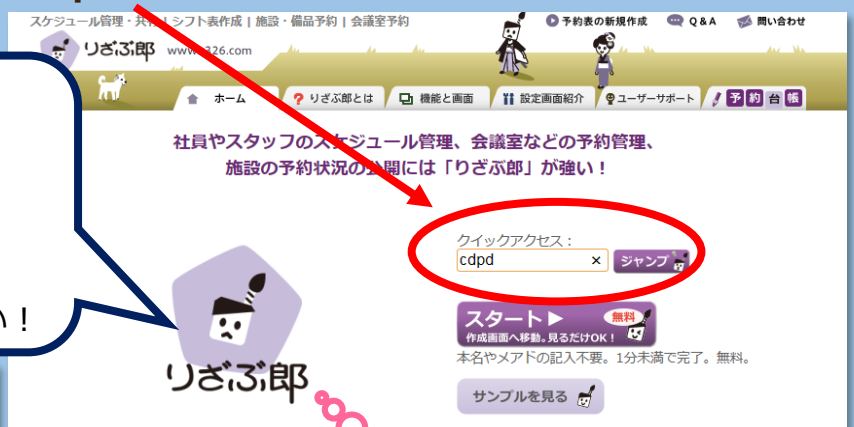 スケジュール管理・共有 | シフト表作成 | 施設・備品予約 | 会議室予約
予約表の新規作成 Q&A 問い合わせ
りざぶ郎 www.r326.com
ホーム りざぶ郎とは 機能と画面 設定画面紹介 ユーザーサポート 予約台帳
社員やスタッフのスケジュール管理、会議室などの予約管理、
施設の予約状況の公開には「りざぶ郎」が強い！
クイックアクセス：
cdpd × ジャンプ
い！
スタート▶ 無料
作成画面へ移動。見るだけOK！
本名やメアドの記入不要。1分未満で完了。無料。
りざぶ郎
サンプルを見る